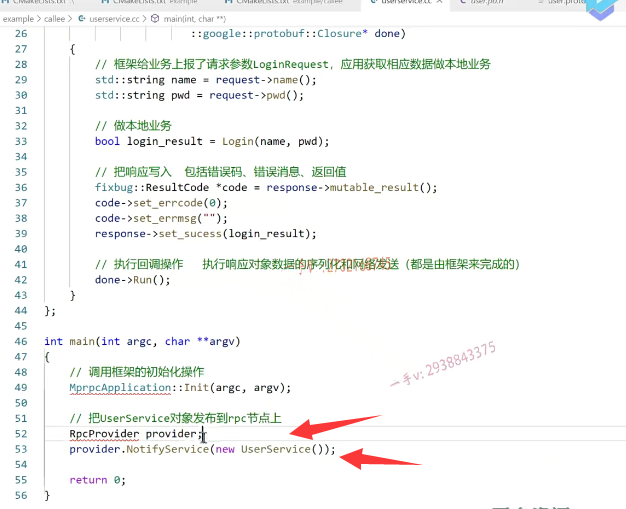 CMakeLists.txt
CMakeLists.txt example
CMakeLists.txt example/callee
userservice.cc
user.pb.h
user.proto
example > callee > userservice.cc > main(int, char **)
26 ::google::protobuf::Closure* done)
27 {
28 // 框架给业务上报了请求参数LoginRequest，应用获取相应数据做本地业务
29 std::string name = request->name();
30 std::string pwd = request->pwd();
31
32 // 做本地业务
33 bool login_result = Login(name, pwd);
34
35 // 把响应写入 包括错误码、错误消息、返回值
36 fixbug::ResultCode *code = response->mutable_result();
37 code->set_errcode(0);
38 code->set_errmsg("");
39 response->set_sucess(login_result);
40
41 // 执行回调操作 执行响应对象数据的序列化和网络发送（都是由框架来完成的）
42 done->Run();
43 }
44 };
45
46 int main(int argc, char **argv)
47 {
48 // 调用框架的初始化操作
49 MprpcApplication::Init(argc, argv);
50
51 // 把UserService对象发布到rpc节点上
52 RpcProvider provider;
53 provider.NotifyService(new UserService());
54
55 return 0;
56 }
一手v:2938843375